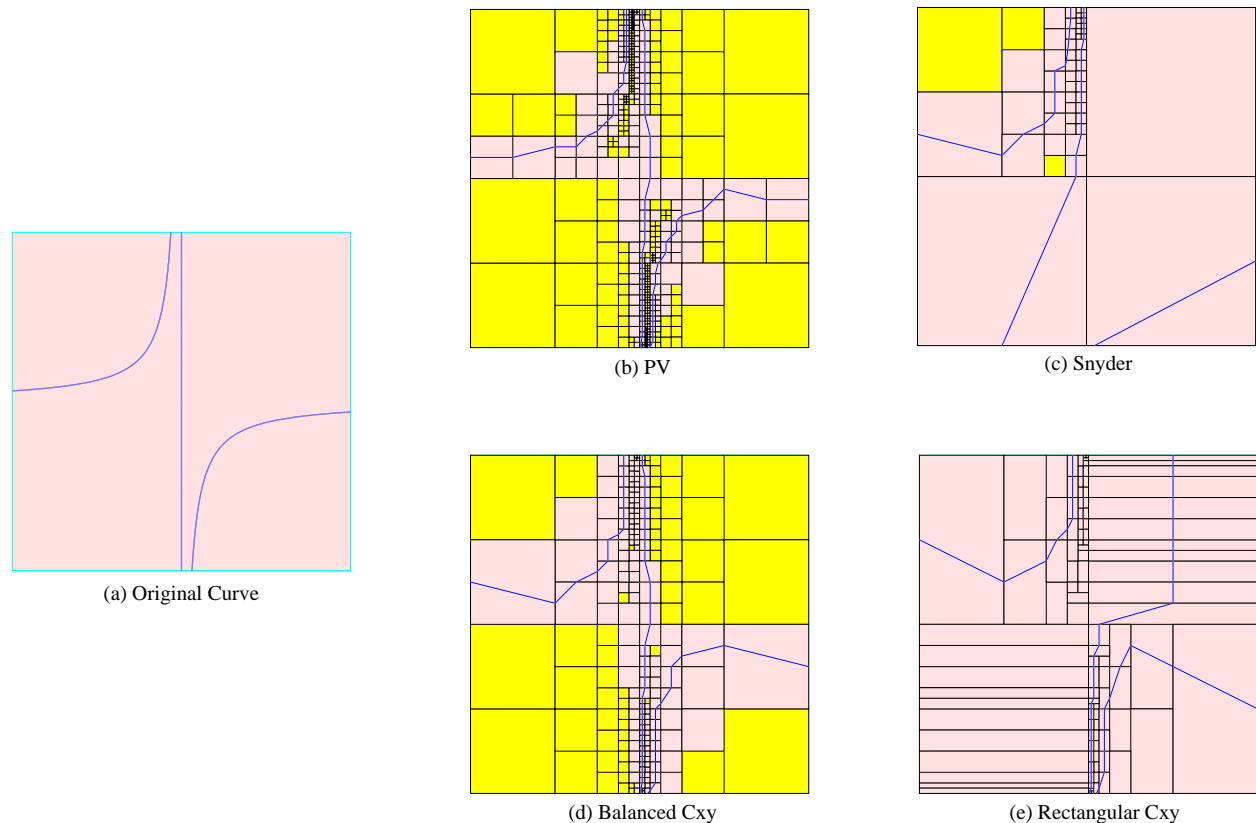 (b) PV
(c) Snyder
(a) Original Curve
(d) Balanced Cxy
(e) Rectangular Cxy